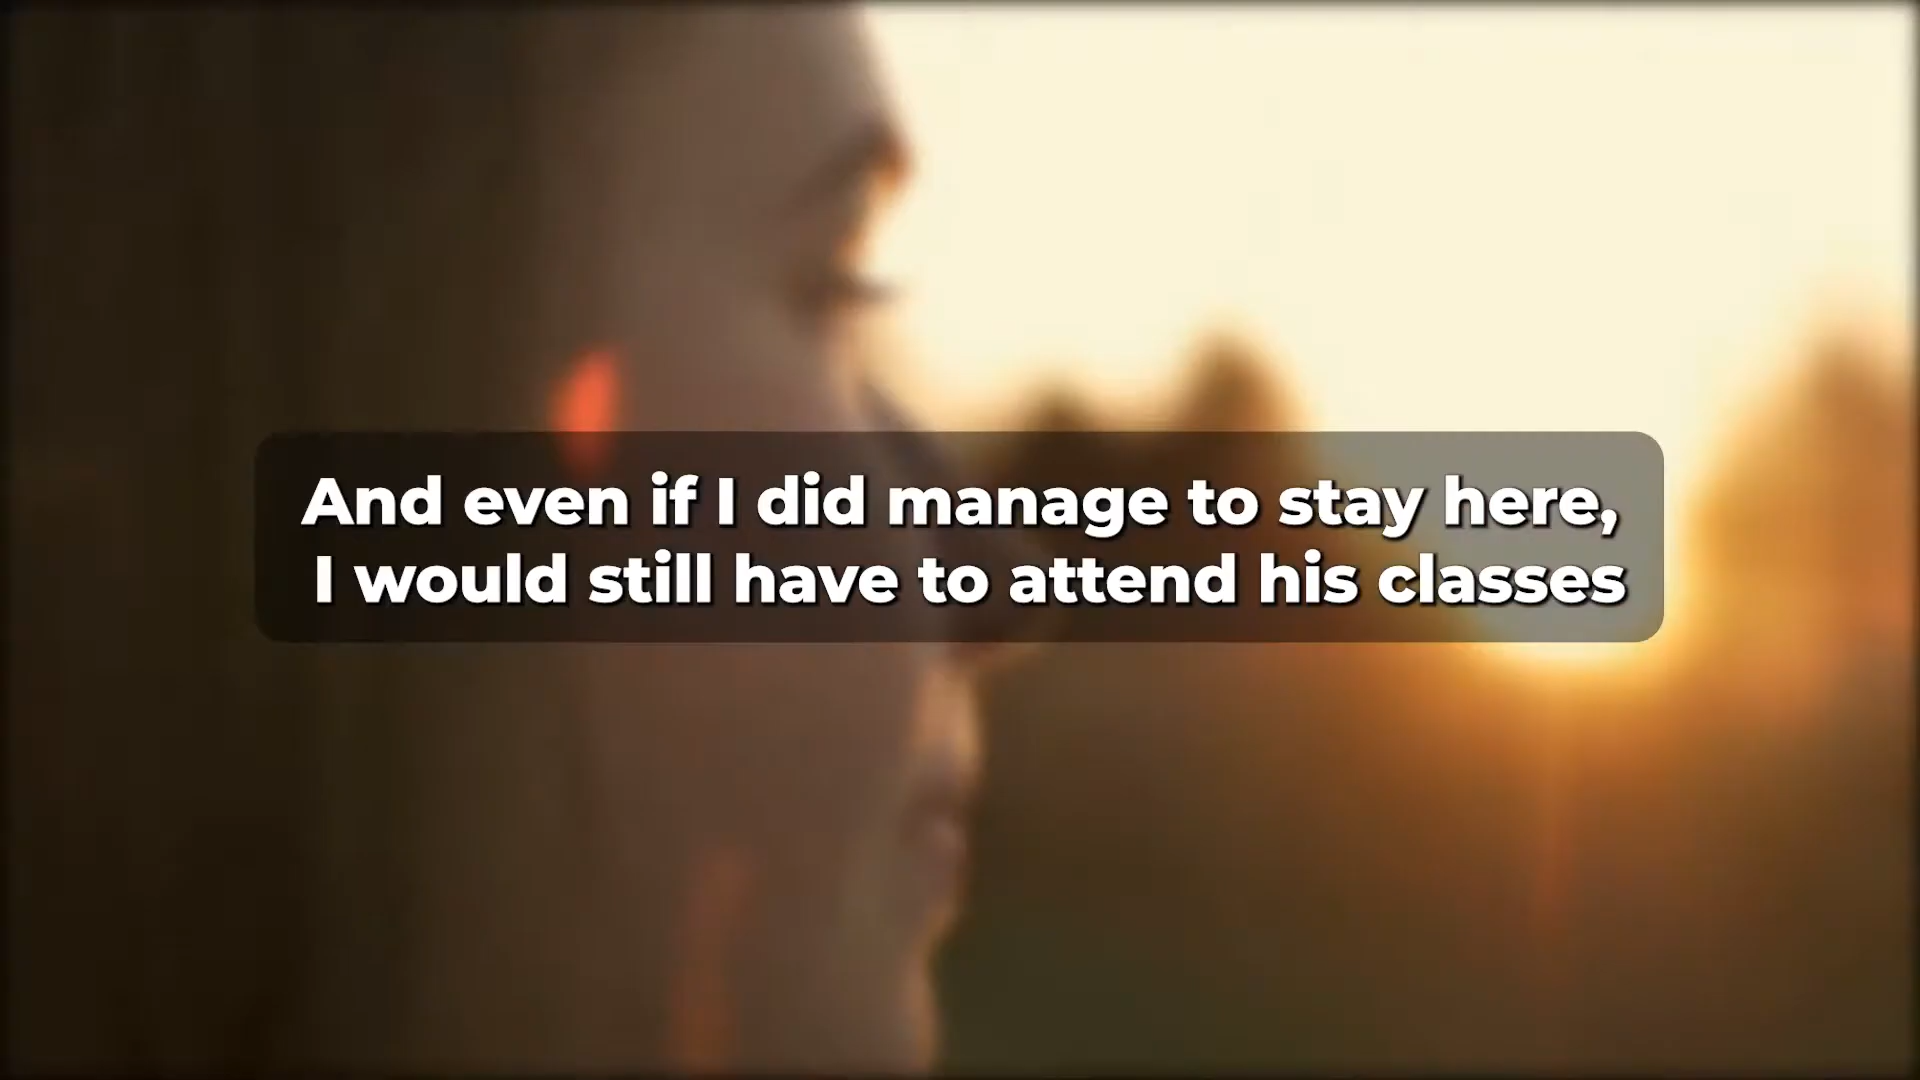 And even if I did manage to stay here,
I would still have to attend his classes